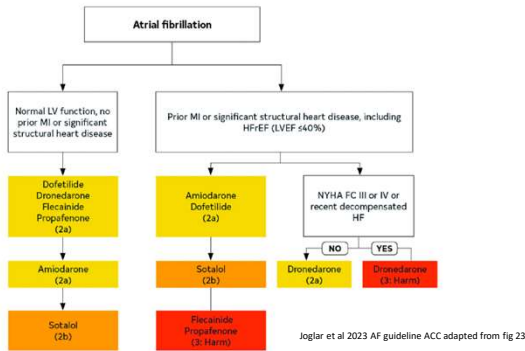 Atrial fibrillation
Normal LV function, no
prior MI or significant
structural heart disease
Prior MI or significant structural heart disease, including
HFrEF (LVEF ≤40%)
Dofetilide
Dronedarone
Flecainide
Propafenone
(2a)
Amiodarone
(2a)
Sotalol
(2b)
Amiodarone
Dofetilide
(2a)
Sotalol
(2b)
Flecainide
Propafenone
(3: Harm)
NYHA FC III or IV or
recent decompensated
HF
NO
YES
Dronedarone
(2a)
Dronedarone
(3: Harm)
Joglar et al 2023 AF guideline ACC adapted from fig 23